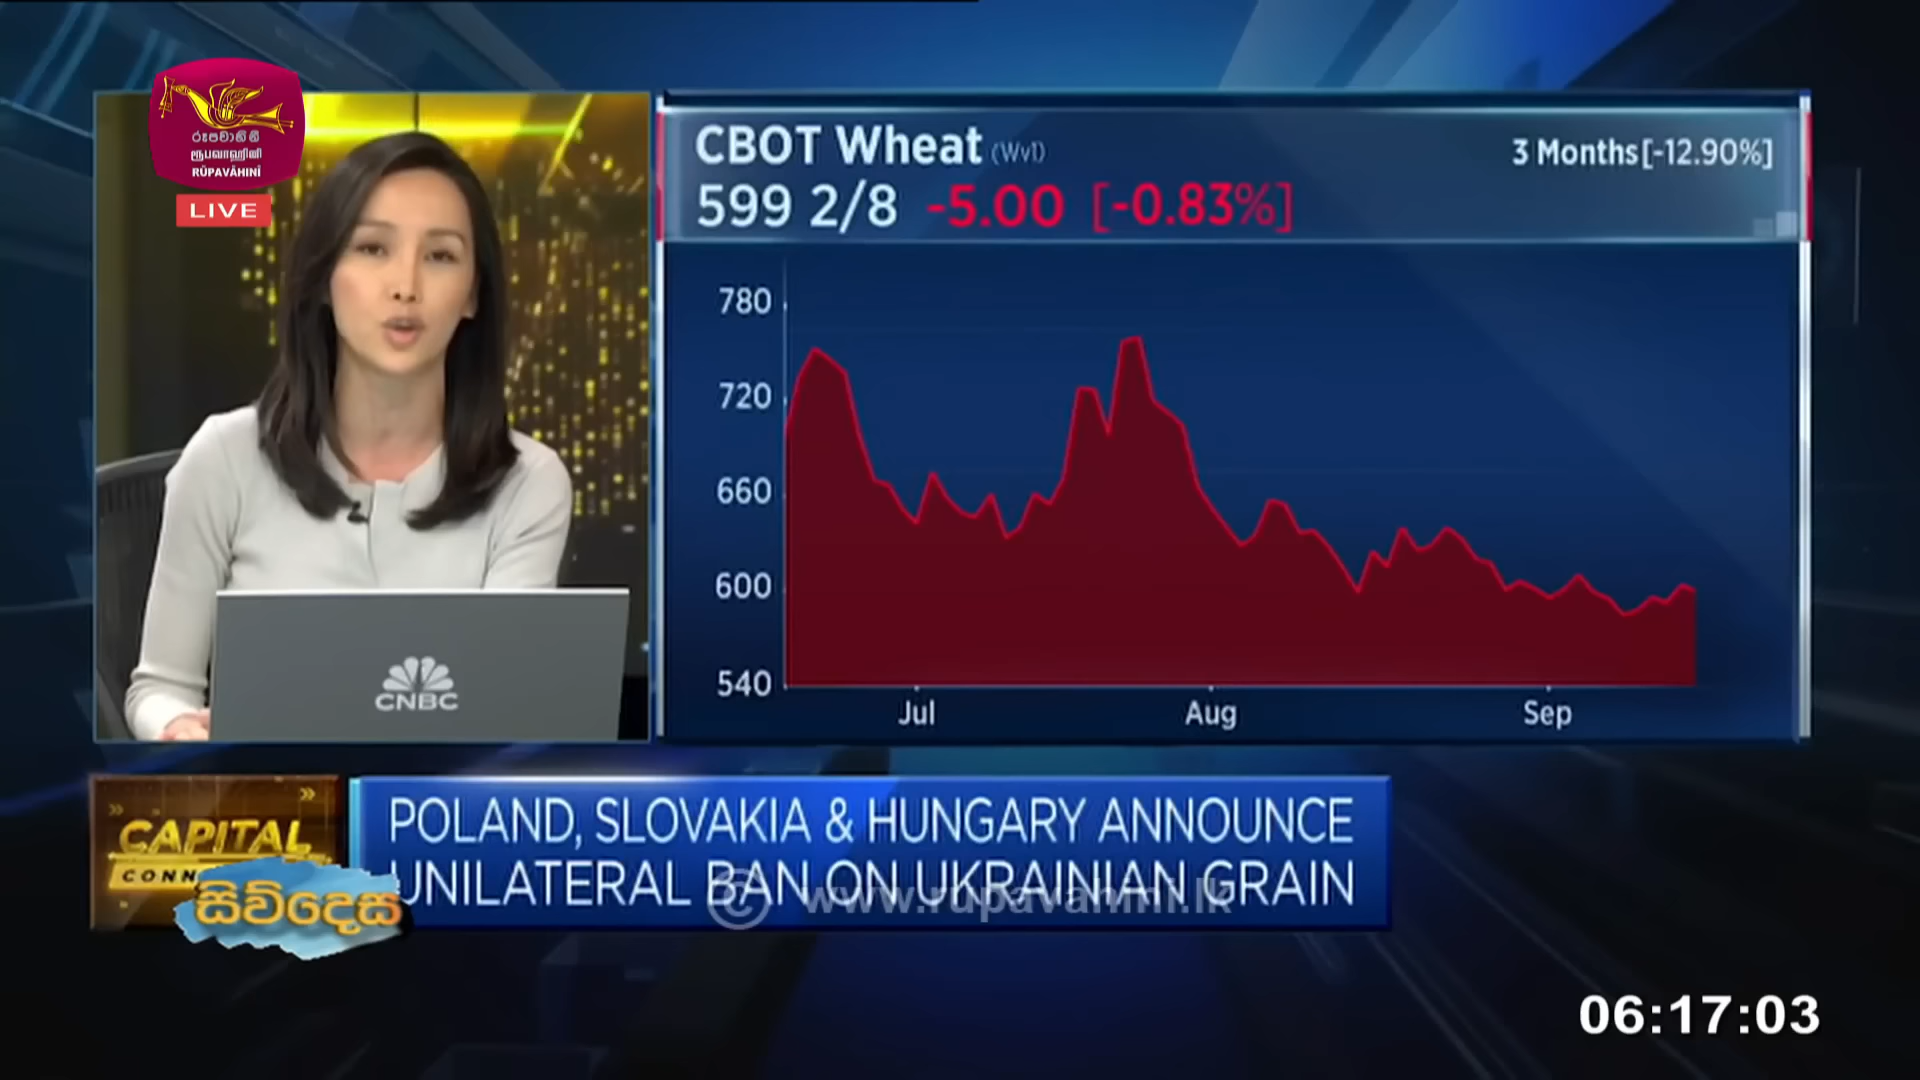 රූපවාහිනී
ரூபவாஹினி
RŪPAVĀHINĪ
LIVE
CBOT Wheat (Wv1)
3 Months[-12.90%]
599 2/8 -5.00 [-0.83%]
780
720
660
600
540
Jul Aug Sep
CNBC
CAPITAL
CONN
සිව්දෙස
POLAND, SLOVAKIA & HUNGARY ANNOUNCE
UNILATERAL BAN ON UKRAINIAN GRAIN
© www.rupavahini.lk
06:17:03